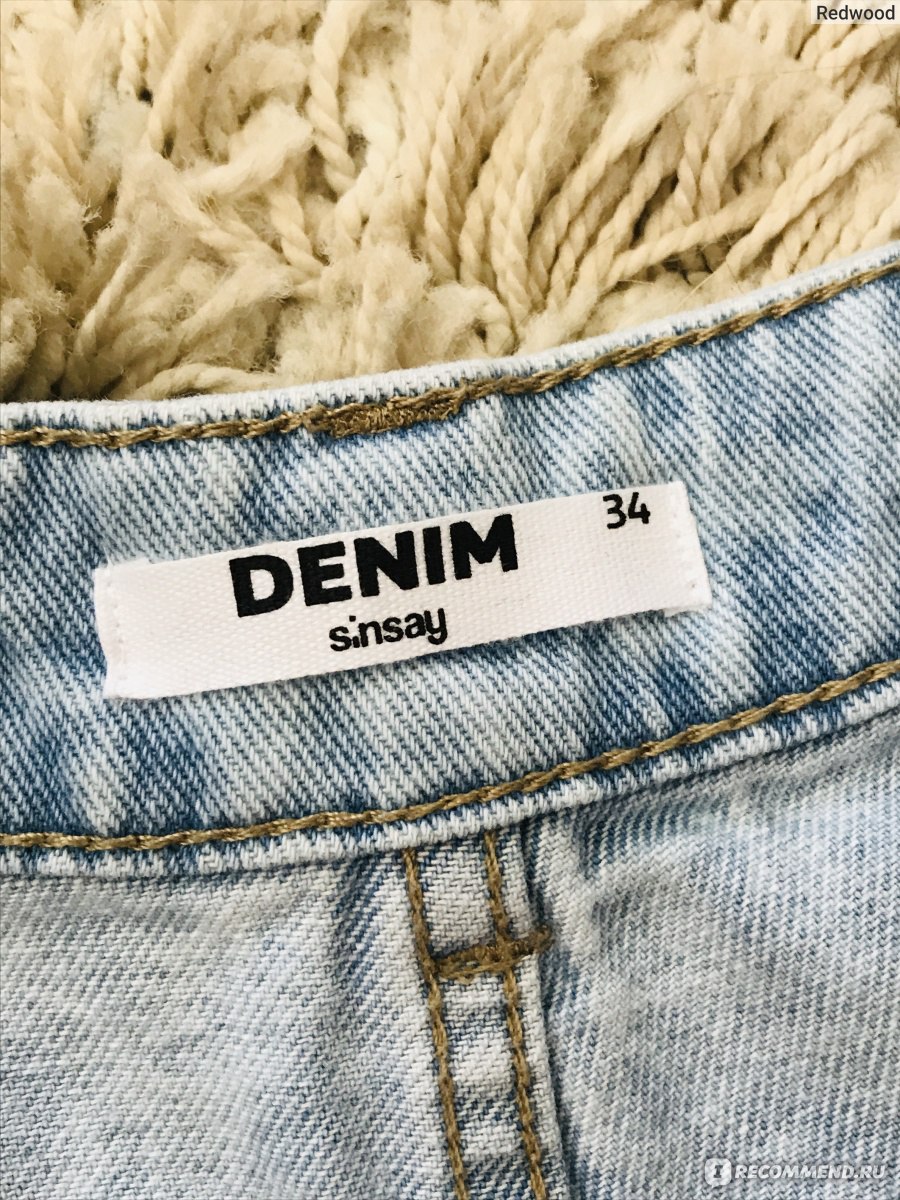 Redwood
34
DENIM
sinsay
RECOMMEND.RU